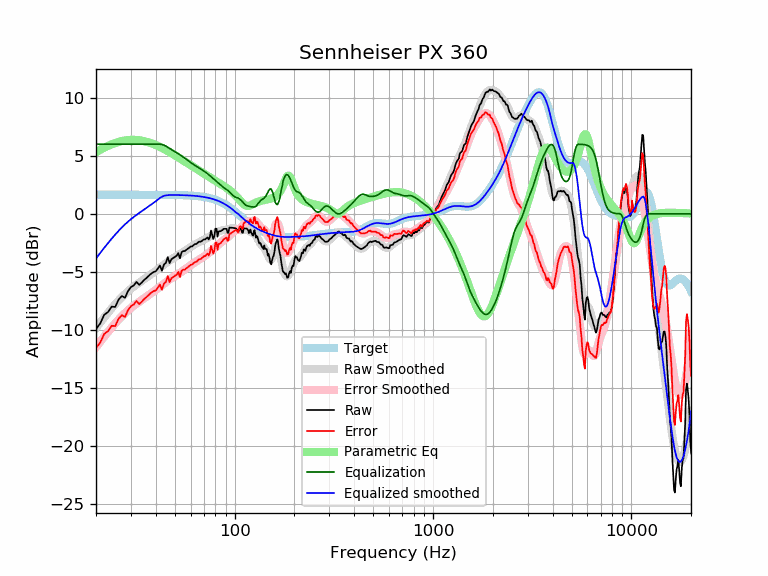 Sennheiser PX 360
Amplitude (dBr)
10
5
0
−5
−10
−15
−20
−25
Target
Raw Smoothed
Error Smoothed
Raw
Error
Parametric Eq
Equalization
Equalized smoothed
100
1000
10000
Frequency (Hz)